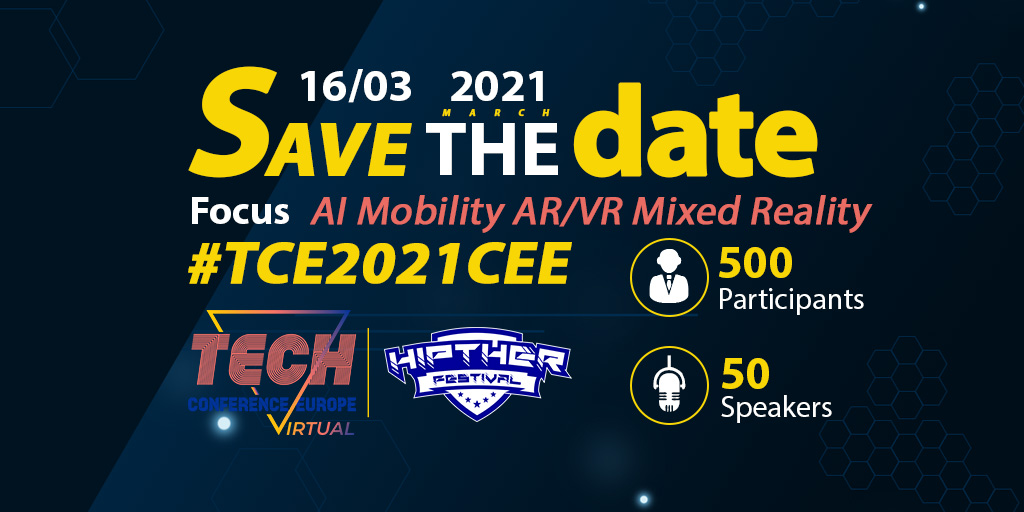 16/03 2021
MARCH
SAVE THE date
Focus AI Mobility AR/VR Mixed Reality
#TCE2021CEE
500
Participants
TECH
CONFERENCE EUROPE
VIRTUAL
HIPTHER
FESTIVAL
50
Speakers